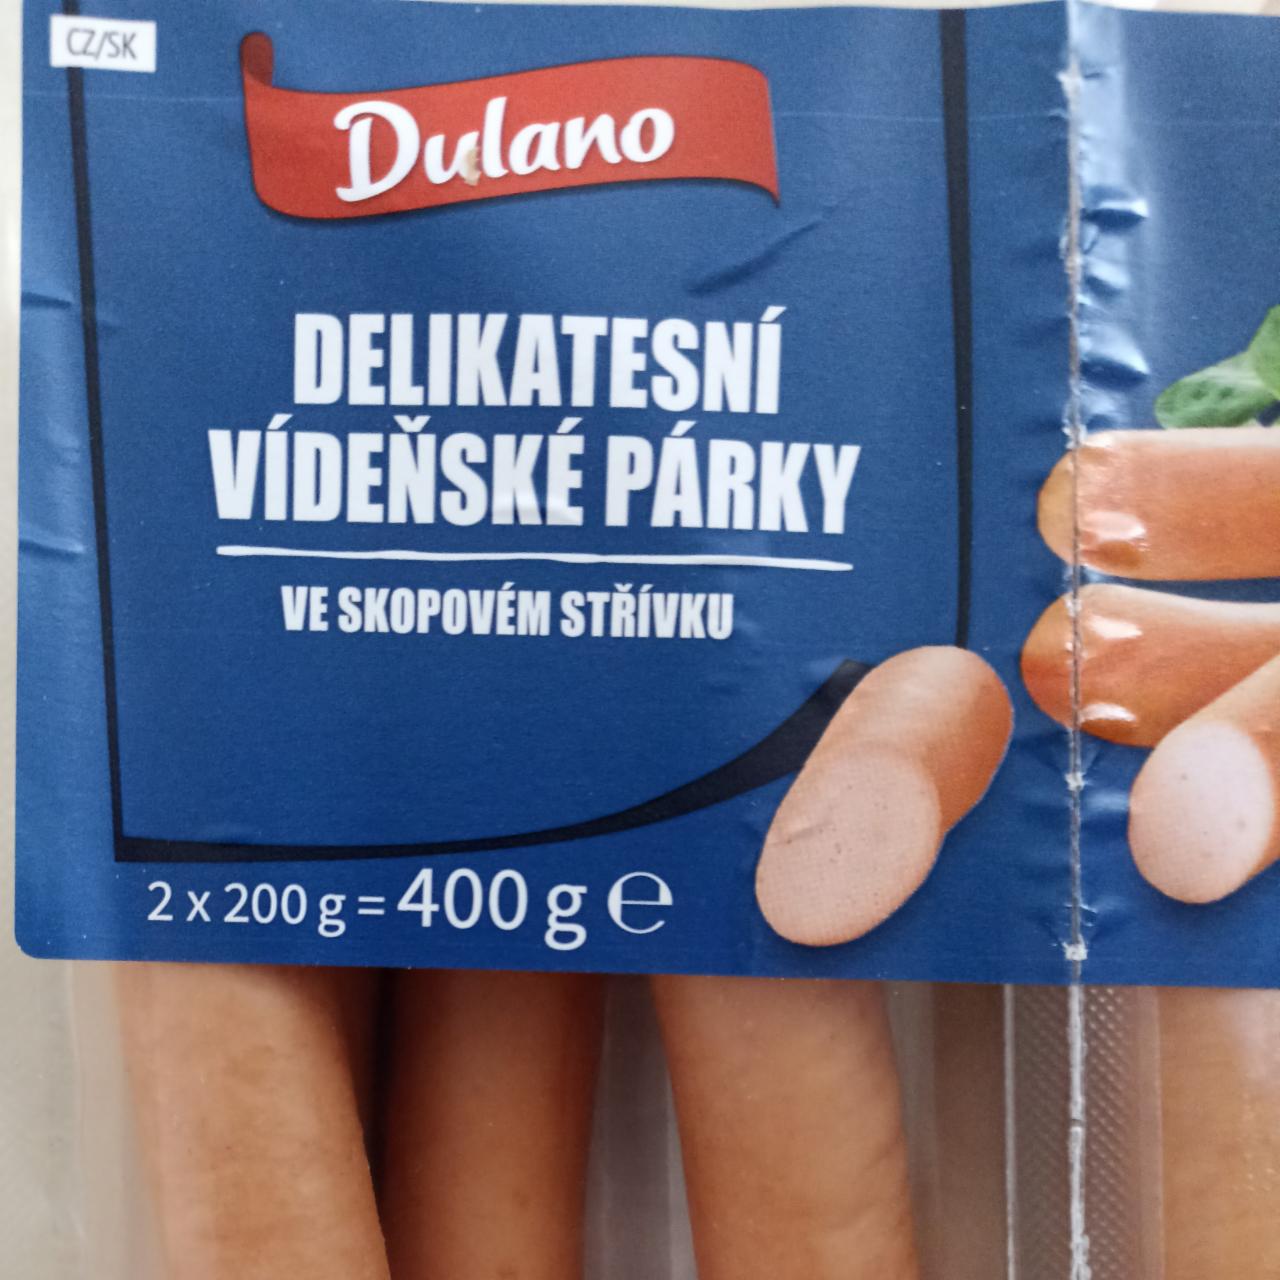 CZ/SK
Dulano
DELIKATESNÍ
VÍDEŇSKÉ PÁRKY
VE SKOPOVÉM STŘÍVKU
2 x 200 g = 400 g ℮